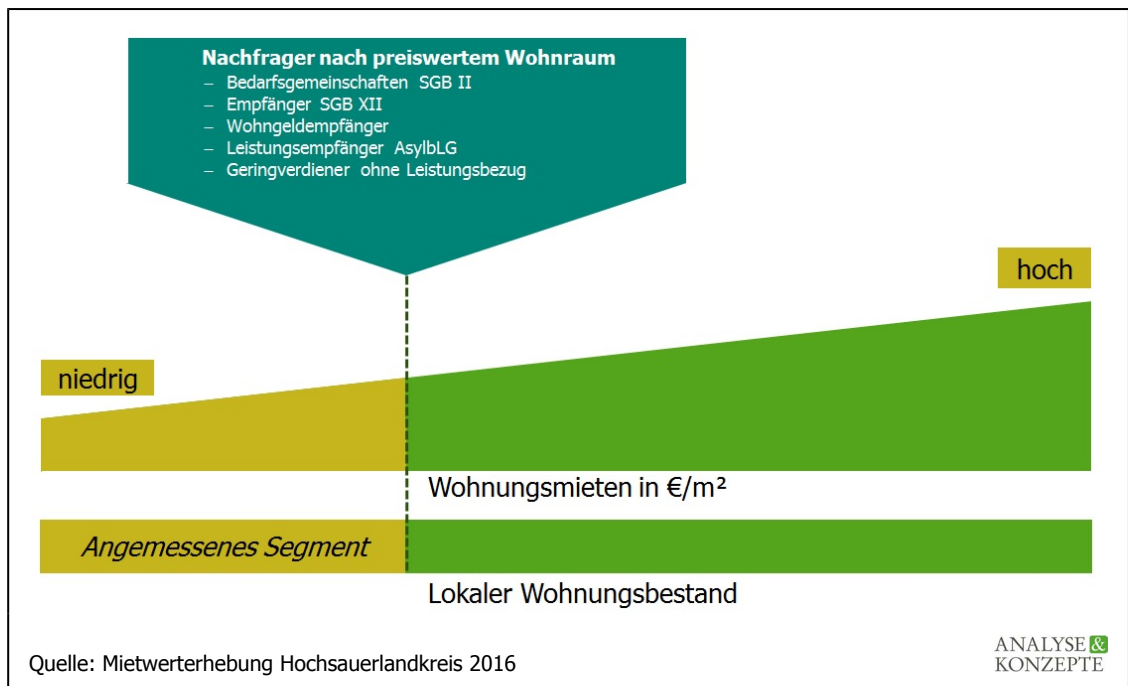 Nachfrager nach preiswertem Wohnraum
– Bedarfsgemeinschaften SGB II
– Empfänger SGB XII
– Wohngeldempfänger
– Leistungsempfänger AsylbLG
– Geringverdiener ohne Leistungsbezug
hoch
niedrig
Wohnungsmieten in €/m²
Angemessenes Segment
Lokaler Wohnungsbestand
Quelle: Mietwerterhebung Hochsauerlandkreis 2016
ANALYSE &
KONZEPTE